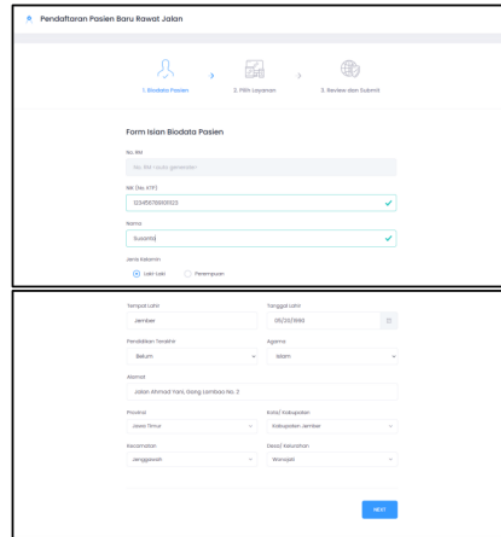 Pendaftaran Pasien Baru Rawat Jalan
1. Biodata Pasien
2. Pilih Layanan
3. Review dan Submit
Form Isian Biodata Pasien
No. RM
No. RM (auto generate)
NIK (No. KTP)
Nama
Susanto
Jenis Kelamin
Laki-Laki Perempuan
Tempat Lahir Tanggal Lahir
Jember 05/20/1990
Pendidikan Terakhir Agama
Belum Islam
Alamat
Jalan Ahmad Yani, Gang No. 2
Provinsi Kota/ Kabupaten
Jawa Timur Kabupaten Jember
Kecamatan Desa/ Kelurahan
Jenggawah Wonojati
NEXT